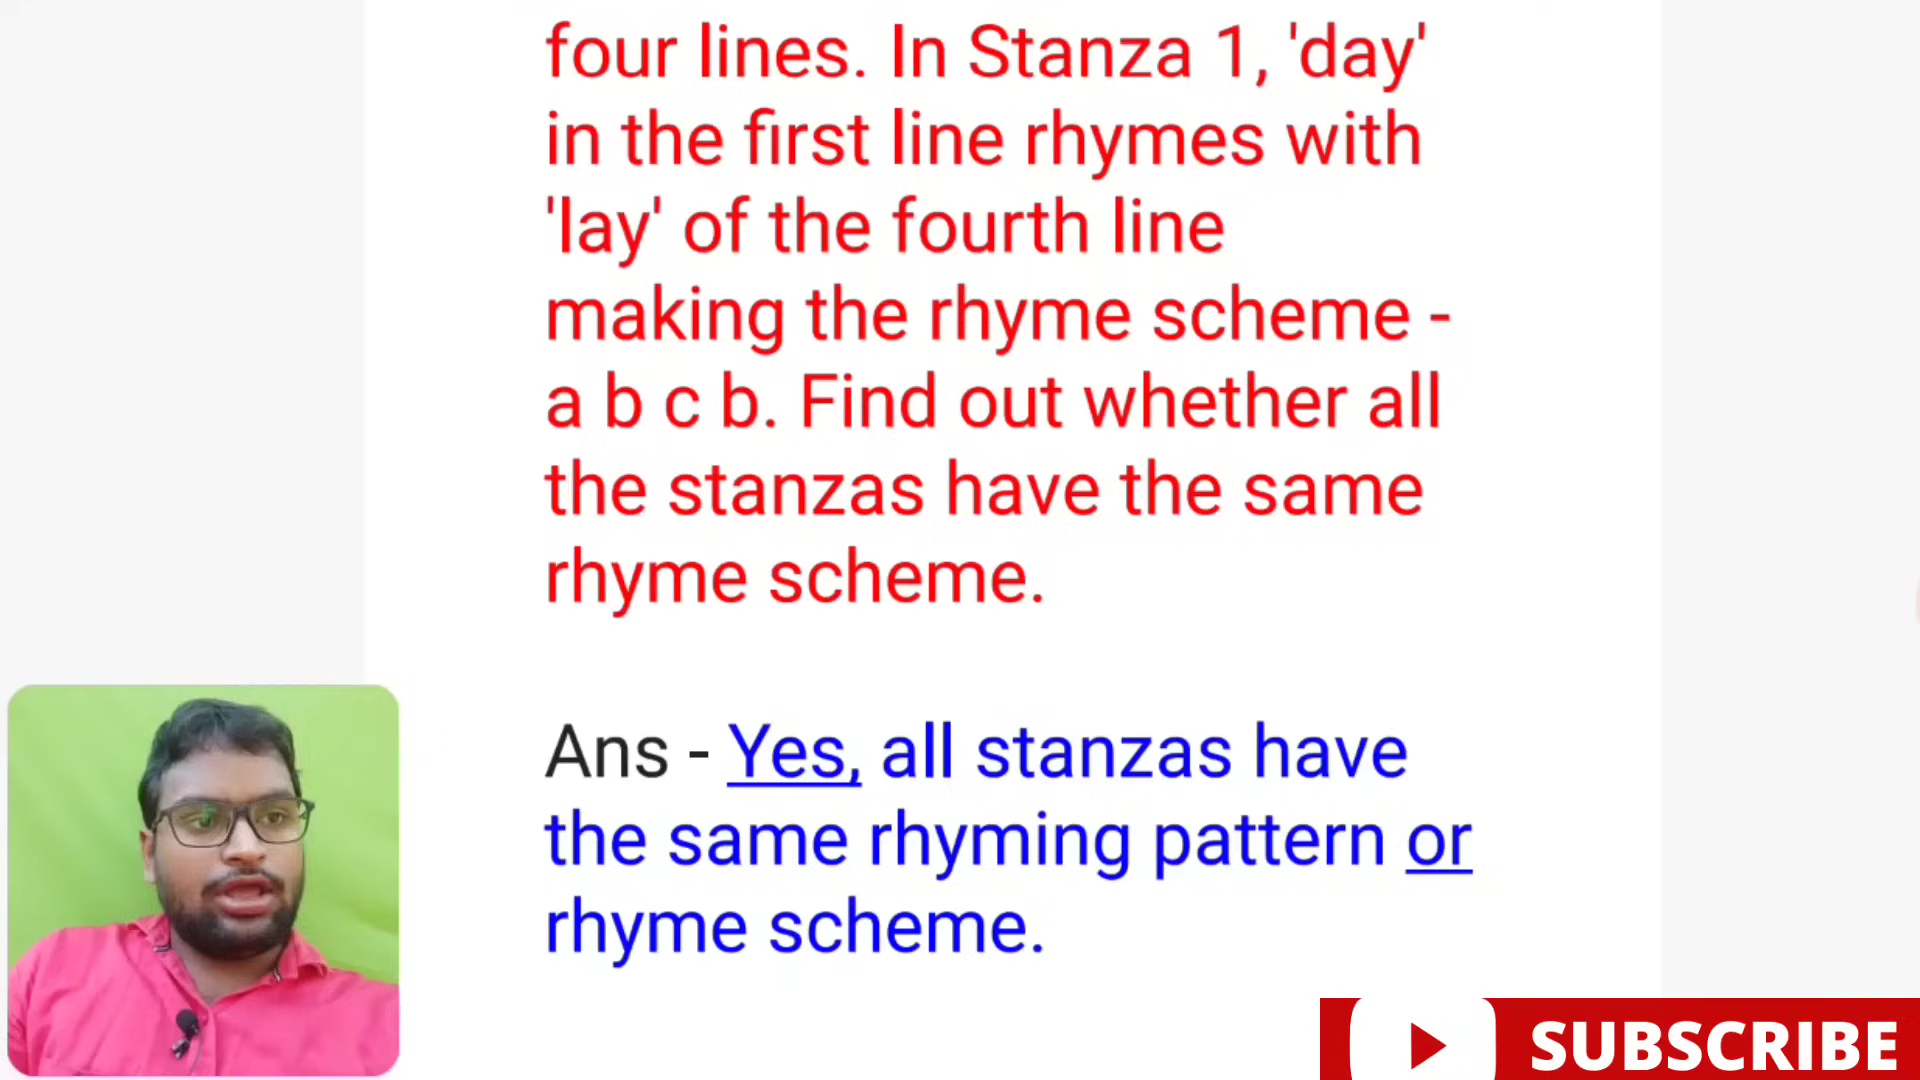 four lines. In Stanza 1, 'day'
in the first line rhymes with
'lay' of the fourth line
making the rhyme scheme -
a b c b. Find out whether all
the stanzas have the same
rhyme scheme.
Ans - Yes, all stanzas have
the same rhyming pattern or
rhyme scheme.
SUBSCRIBE